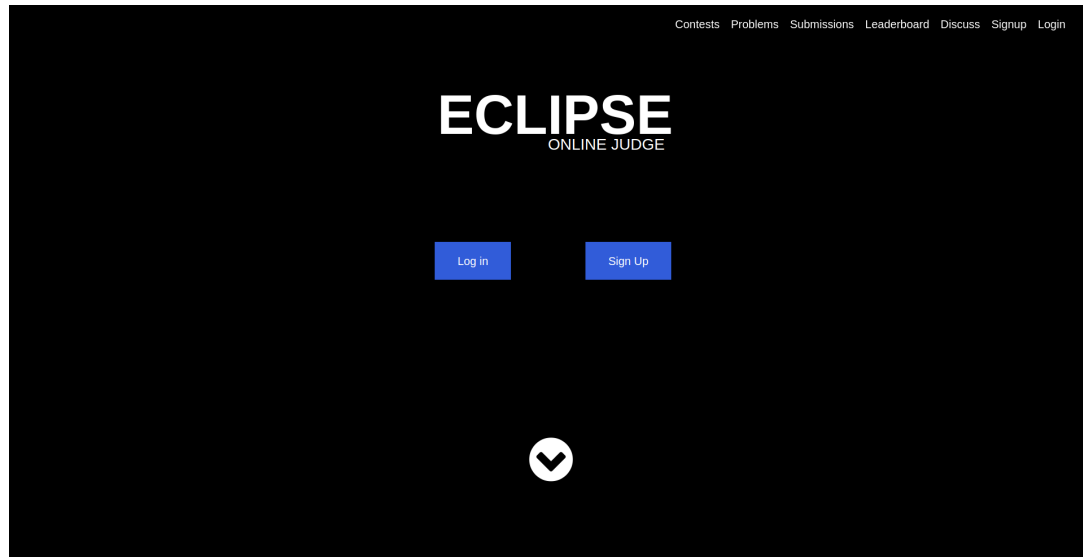 Contests Problems Submissions Leaderboard Discuss Signup Login
ECLIPSE
ONLINE JUDGE
Log in Sign Up